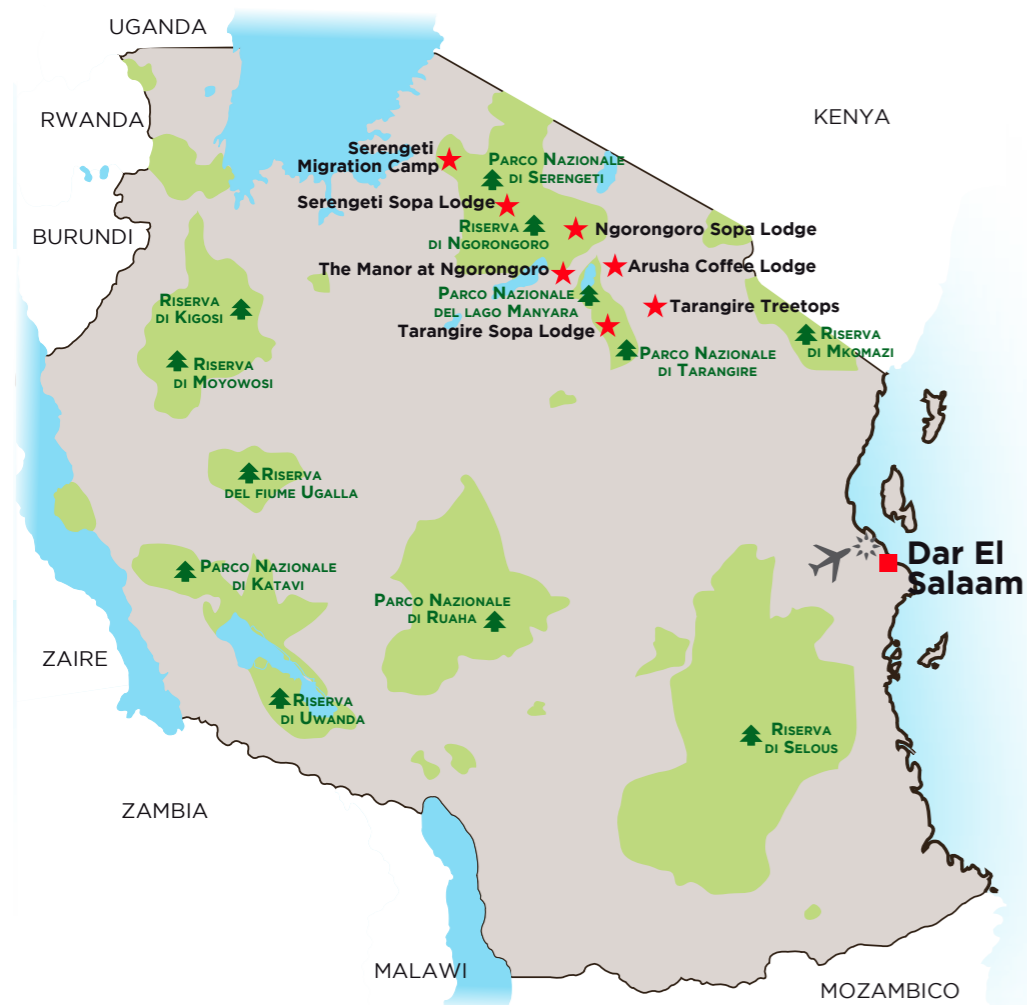 UGANDA
RWANDA
BURUNDI
KENYA
Serengeti
Migration Camp
Parco Nazionale
di Serengeti
Serengeti Sopa Lodge
Riserva
di Ngorongoro
Ngorongoro Sopa Lodge
The Manor at Ngorongoro
Arusha Coffee Lodge
Parco Nazionale
del lago Manyara
Tarangire Treetops
Tarangire Sopa Lodge
Parco Nazionale
di Tarangire
Riserva
di Mkomazi
Riserva
di Kigosi
Riserva
di Moyowosi
Riserva
del fiume Ugalla
Parco Nazionale
di Katavi
Parco Nazionale
di Ruaha
Dar El
Salaam
ZAIRE
Riserva
di Uwanda
Riserva
di Selous
ZAMBIA
MALAWI
MOZAMBICO